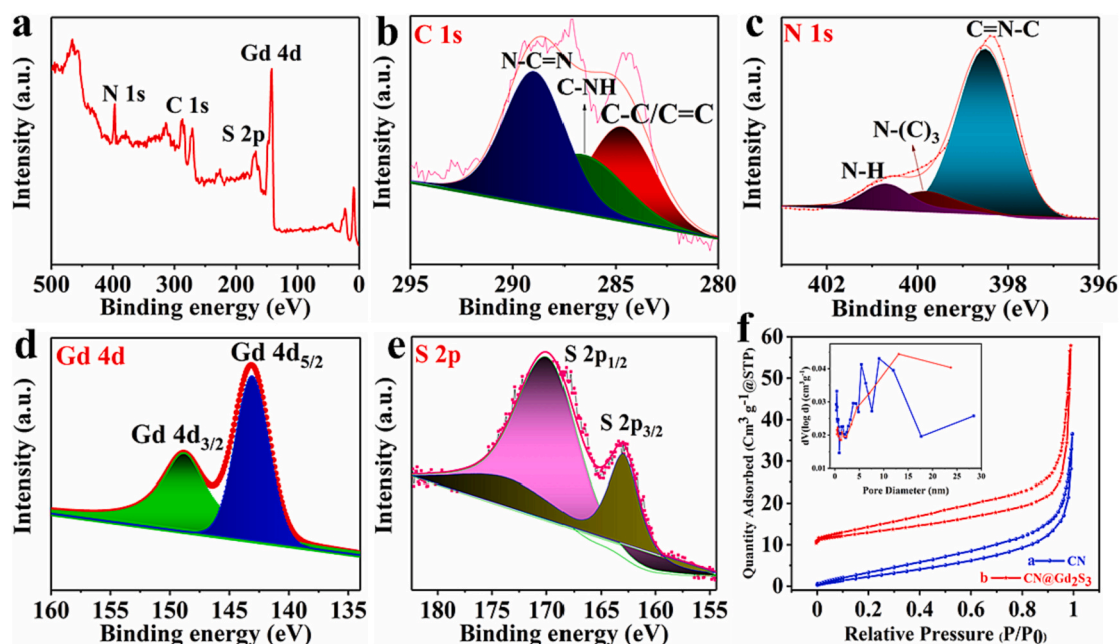 a
Gd 4d
N 1s
C 1s
S 2p
Intensity (a.u.)
500 400 300 200 100 0
Binding energy (eV)
b C 1s
N-C=N
C-NH
C-C/C=C
Intensity (a.u.)
295 290 285 280
Binding energy (eV)
c N 1s
C=N-C
N-(C)3
N-H
Intensity (a.u.)
402 400 398 396
Binding energy (eV)
d Gd 4d
Gd 4d5/2
Gd 4d3/2
Intensity (a.u.)
160 155 150 145 140 135
Binding energy (eV)
e S 2p
S 2p1/2
S 2p3/2
Intensity (a.u.)
180 175 170 165 160 155
Binding energy (eV)
f
60
50
40
30
20
10
0
Quantity Adsorbed (Cm³ g⁻¹@STP)
0.04
0.03
0.02
0.01
dV(log d) (cm³g⁻¹)
0 5 10 15 20 25 30
Pore Diameter (nm)
a CN
b CN@Gd2S3
0 0.2 0.4 0.6 0.8 1
Relative Pressure (P/P0)